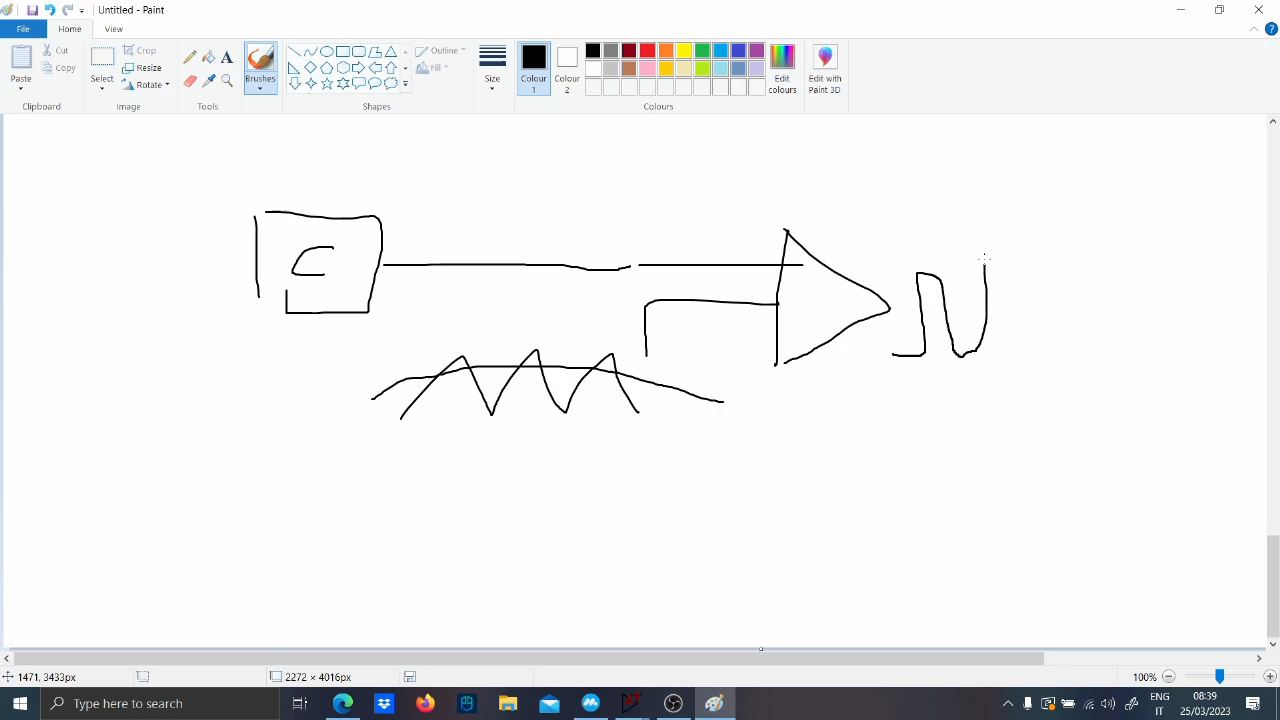 Untitled - Paint
File
Home
View
Paste
Cut
Copy
Clipboard
Select
Crop
Resize
Rotate
Image
A
Tools
Brushes
Outline
Fill
Shapes
Size
Colour
1
Colour
2
Edit
colours
Colours
Edit with
Paint 3D
C
1471, 3433px
2272 × 4016px
100%
Type here to search
ENG
IT
08:39
25/03/2023